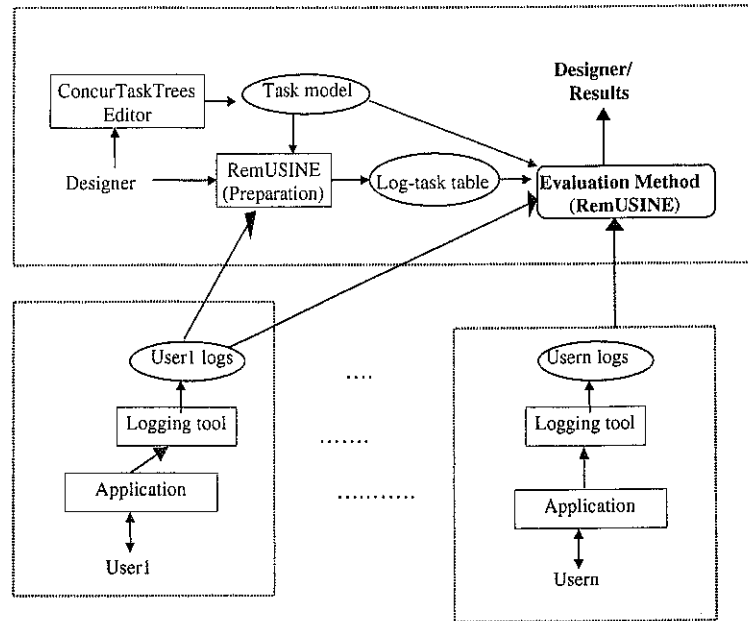 Designer/
Results
ConcurTaskTrees
Editor
Task model
Designer
RemUSINE
(Preparation)
Log-task table
Evaluation Method
(RemUSINE)
User1 logs
....
Usern logs
Logging tool
.......
Logging tool
Application
...........
Application
User1
Usern